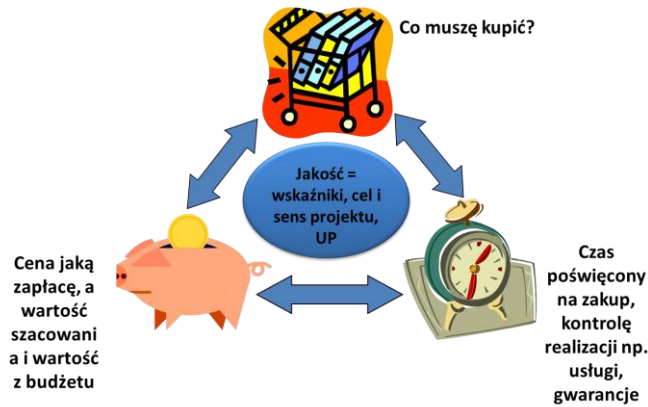 Co muszę kupić?
Jakość =
wskaźniki, cel i
sens projektu,
UP
Cena jaką
zapłacę, a
wartość
szacowani
a i wartość
z budżetu
Czas
poświęcony
na zakup,
kontrolę
realizacji np.
usługi,
gwarancje